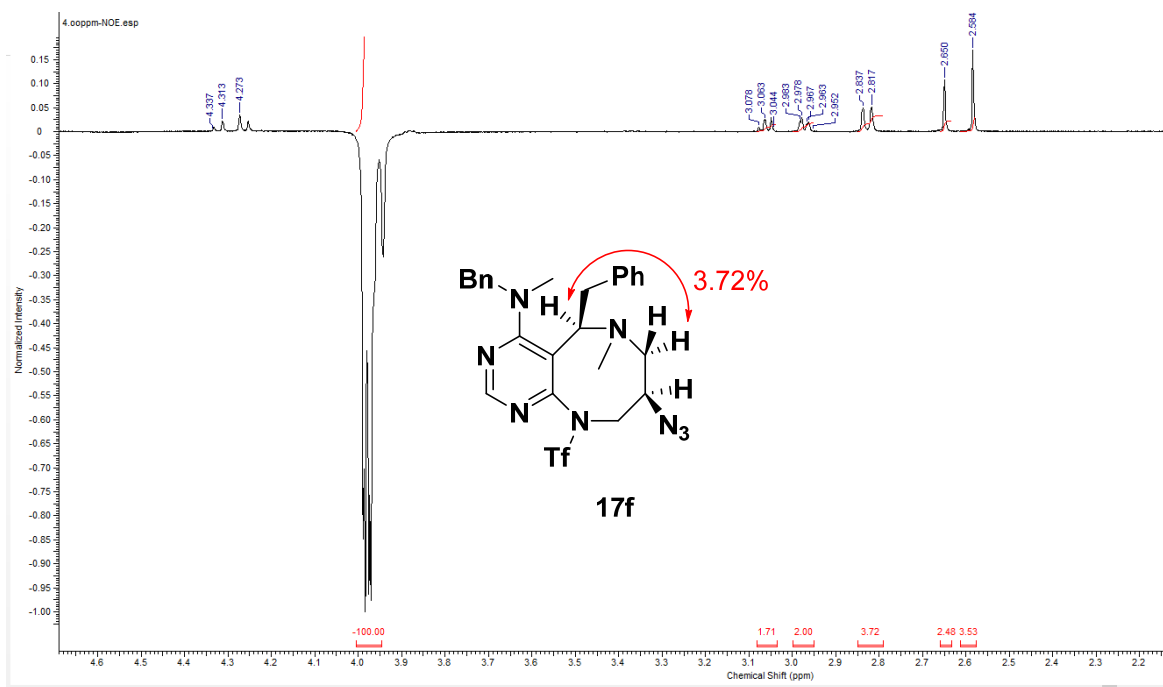 4.ooppm-NOE.esp
4.337
4.313
4.273
3.078
3.063
3.044
2.983
2.978
2.967
2.963
2.952
2.837
2.817
2.650
2.584
0.15
0.10
0.05
0
-0.05
-0.10
-0.15
-0.20
-0.25
-0.30
-0.35
-0.40
-0.45
-0.50
-0.55
-0.60
-0.65
-0.70
-0.75
-0.80
-0.85
-0.90
-0.95
-1.00
Normalized Intensity
Bn
N
H
Ph
3.72%
N
H
H
N
N
H
N
N3
Tf
17f
-100.00
1.71
2.00
3.72
2.48
3.53
4.6 4.5 4.4 4.3 4.2 4.1 4.0 3.9 3.8 3.7 3.6 3.5 3.4 3.3 3.2 3.1 3.0 2.9 2.8 2.7 2.6 2.5 2.4 2.3 2.2
Chemical Shift (ppm)